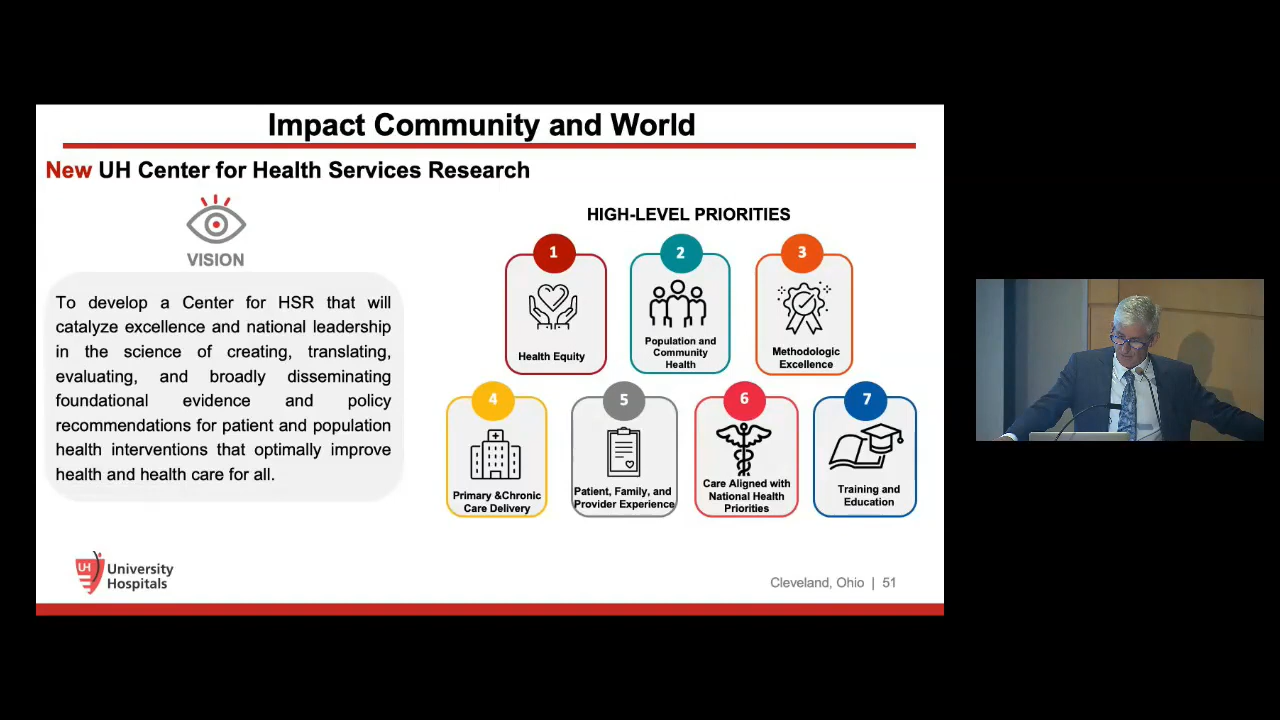 Impact Community and World
New UH Center for Health Services Research
VISION
To develop a Center for HSR that will
catalyze excellence and national leadership
in the science of creating, translating,
evaluating, and broadly disseminating
foundational evidence and policy
recommendations for patient and population
health interventions that optimally improve
health and health care for all.
HIGH-LEVEL PRIORITIES
1
Health Equity
2
Population and
Community
Health
3
Methodologic
Excellence
4
Primary &Chronic
Care Delivery
5
Patient, Family, and
Provider Experience
6
Care Aligned with
National Health
Priorities
7
Training and
Education
UH
University
Hospitals
Cleveland, Ohio | 51